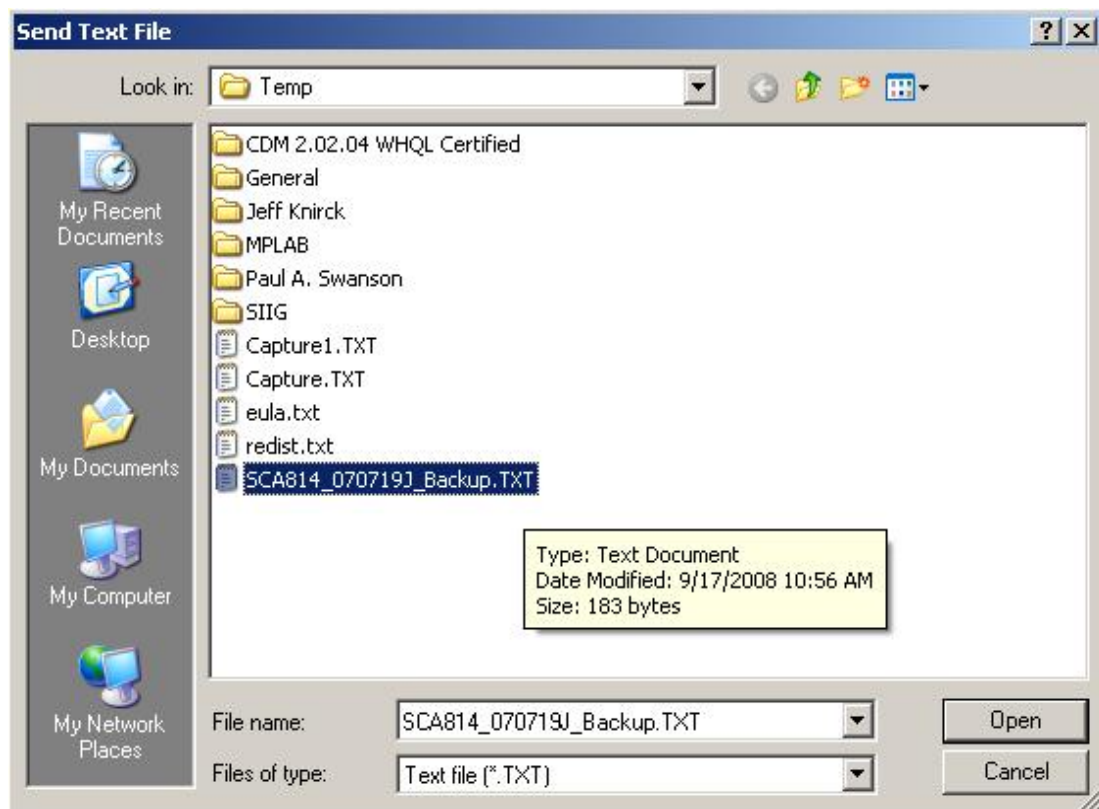 Send Text File
Look in: Temp
My Recent
Documents
Desktop
My Documents
My Computer
My Network
Places
CDM 2.02.04 WHQL Certified
General
Jeff Knirck
MPLAB
Paul A. Swanson
SIIG
Capture1.TXT
Capture.TXT
eula.txt
redist.txt
SCA814_070719J_Backup.TXT
Type: Text Document
Date Modified: 9/17/2008 10:56 AM
Size: 183 bytes
File name: SCA814_070719J_Backup.TXT Open
Files of type: Text file (*.TXT) Cancel